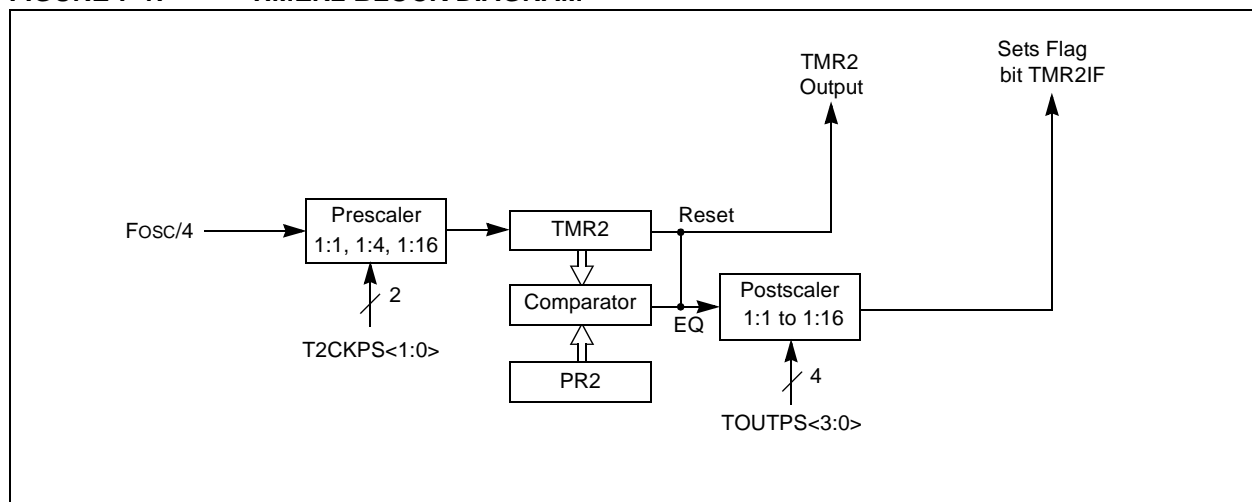 TMR2
Output
Sets Flag
bit TMR2IF
Fosc/4
Prescaler
1:1, 1:4, 1:16
2
T2CKPS<1:0>
TMR2
Reset
Comparator
EQ
PR2
Postscaler
1:1 to 1:16
4
TOUTPS<3:0>